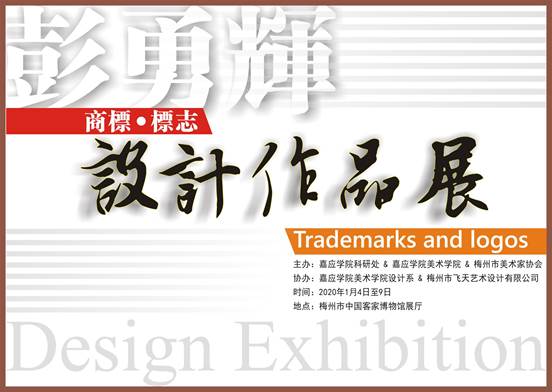 彭勇輝
商標·標志
設計作品展
Trademarks and logos
主办：嘉应学院科研处 & 嘉应学院美术学院 & 梅州市美术家协会
协办：嘉应学院美术学院设计系 & 梅州市飞天艺术设计有限公司
时间：2020年1月4日至9日
地点：梅州市中国客家博物馆展厅
Design Exhibition